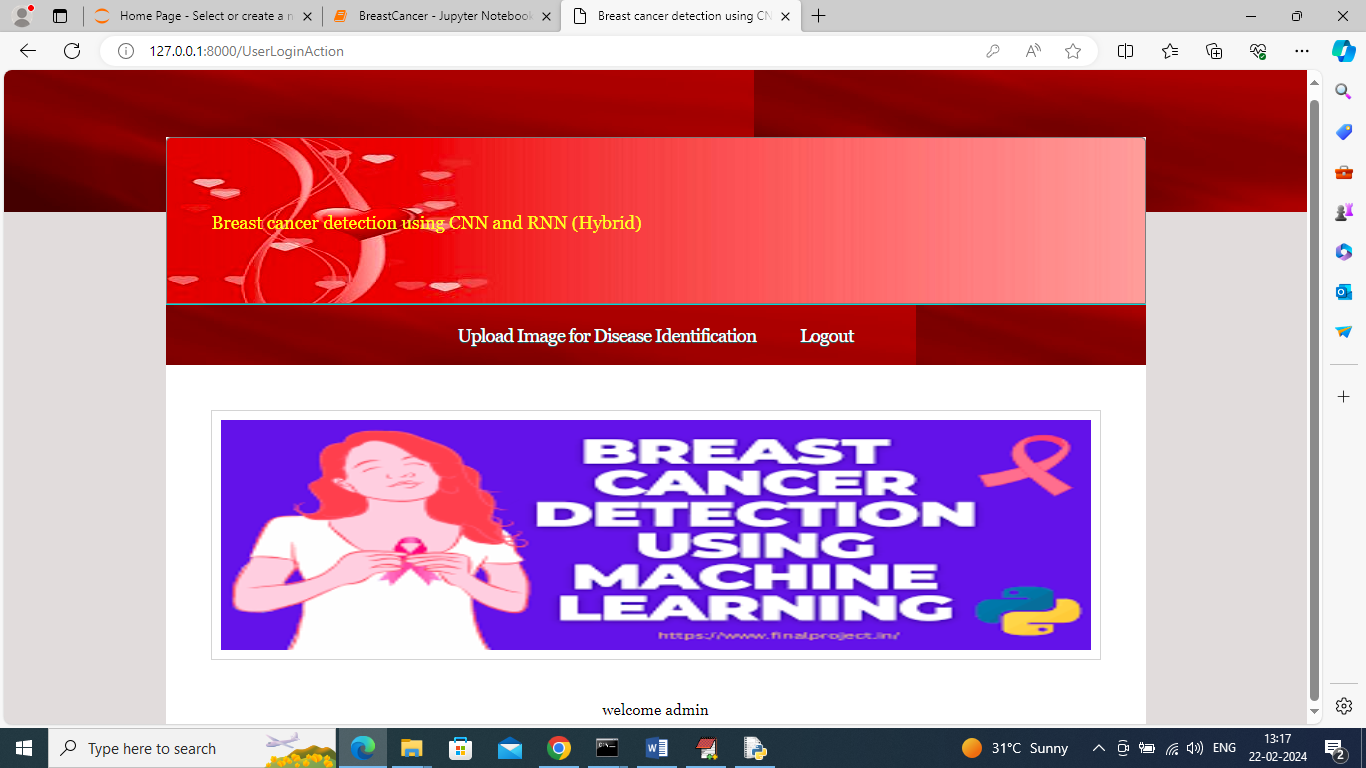 Home Page - Select or create a n
BreastCancer - Jupyter Notebook
Breast cancer detection using CN
127.0.0.1:8000/UserLoginAction
Breast cancer detection using CNN and RNN (Hybrid)
Upload Image for Disease Identification
Logout
BREAST
CANCER
DETECTION
USING
MACHINE
LEARNING
https://www.finalproject.in/
welcome admin
Type here to search
31°C Sunny
ENG
13:17
22-02-2024
2